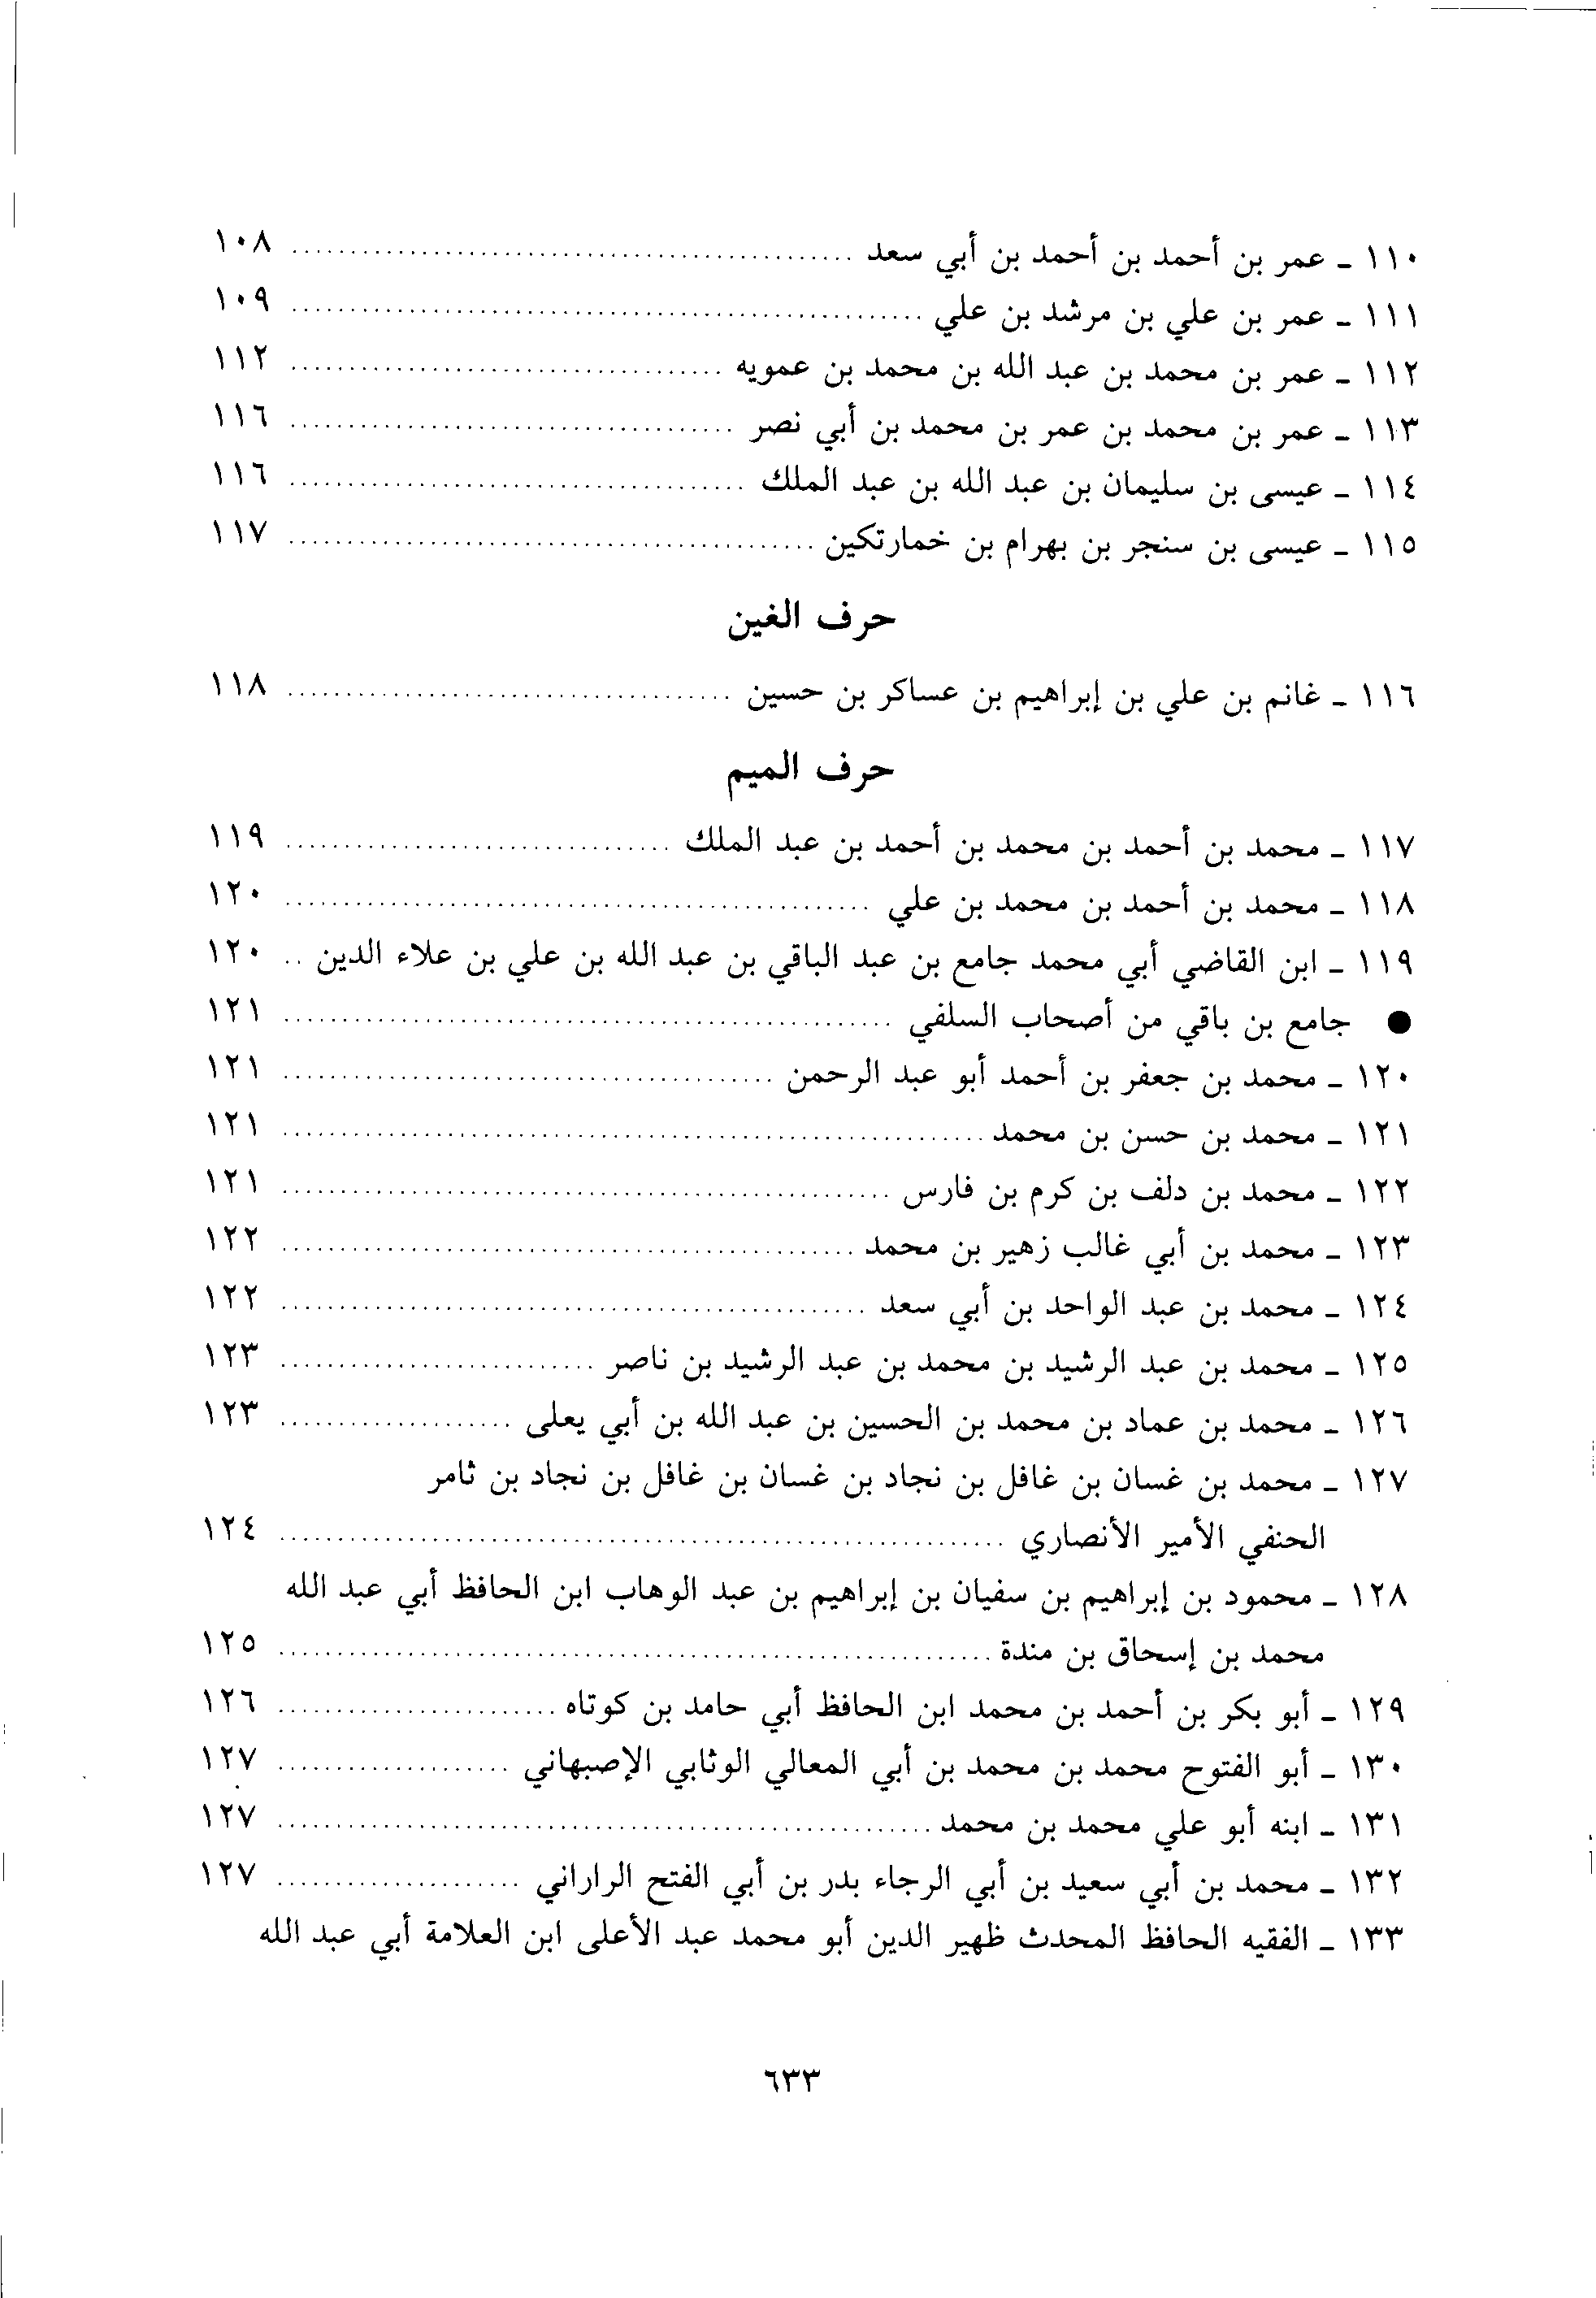 ١١٠ ـ عمر بن أحمد بن أحمد بن أبي سعد ........ ١٠٨
١١١ ـ عمر بن علي بن مرشد بن علي ........ ١٠٩
١١٢ ـ عمر بن محمد بن عبد الله بن محمد بن عمويه ........ ١١٢
١١٣ ـ عمر بن محمد بن عمر بن محمد بن أبي نصر ........ ١١٦
١١٤ ـ عيسى بن سليمان بن عبد الله بن عبد الملك ........ ١١٦
١١٥ ـ عيسى بن سنجر بن بهرام بن خمارتكين ........ ١١٧
حرف الغين
١١٦ ـ غانم بن علي بن إبراهيم بن عساكر بن حسين ........ ١١٨
حرف الميم
١١٧ ـ محمد بن أحمد بن محمد بن أحمد بن عبد الملك ........ ١١٩
١١٨ ـ محمد بن أحمد بن محمد بن علي ........ ١٢٠
١١٩ ـ ابن القاضي أبي محمد جامع بن عبد الباقي بن عبد الله بن علي بن علاء الدين .. ١٢٠
● جامع بن باقي من أصحاب السلفي ........ ١٢١
١٢٠ ـ محمد بن جعفر بن أحمد أبو عبد الرحمن ........ ١٢١
١٢١ ـ محمد بن حسن بن محمد ........ ١٢١
١٢٢ ـ محمد بن دلف بن كرم بن فارس ........ ١٢١
١٢٣ ـ محمد بن أبي غالب زهير بن محمد ........ ١٢٢
١٢٤ ـ محمد بن عبد الواحد بن أبي سعد ........ ١٢٢
١٢٥ ـ محمد بن عبد الرشيد بن محمد بن عبد الرشيد بن ناصر ........ ١٢٣
١٢٦ ـ محمد بن عماد بن محمد بن الحسين بن عبد الله بن أبي يعلى ........ ١٢٣
١٢٧ ـ محمد بن غسان بن غافل بن نجاد بن غسان بن غافل بن نجاد بن ثامر
الحنفي الأمير الأنصاري ........ ١٢٤
١٢٨ ـ محمود بن إبراهيم بن سفيان بن إبراهيم بن عبد الوهاب ابن الحافظ أبي عبد الله
محمد بن إسحاق بن مندة ........ ١٢٥
١٢٩ ـ أبو بكر بن أحمد بن محمد ابن الحافظ أبي حامد بن كوتاه ........ ١٢٦
١٣٠ ـ أبو الفتوح محمد بن محمد بن أبي المعالي الوثابي الإصبهاني ........ ١٢٧
١٣١ ـ ابنه أبو علي محمد بن محمد ........ ١٢٧
١٣٢ ـ محمد بن أبي سعيد بن أبي الرجاء بدر بن أبي الفتح الراراني ........ ١٢٧
١٣٣ ـ الفقيه الحافظ المحدث ظهير الدين أبو محمد عبد الأعلى ابن العلامة أبي عبد الله
٦٣٣